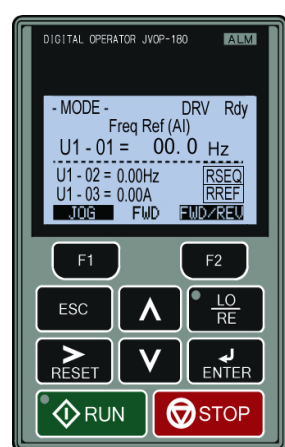 DIGITAL OPERATOR JVOP-180 ALM
- MODE - DRV Rdy
Freq Ref (AI)
U1 - 01 = 00. 0 Hz
U1 - 02 = 0.00Hz RSEQ
U1 - 03 = 0.00A RREF
JOG FWD FWD/REV
F1 F2
ESC LO
RE
RESET ENTER
RUN STOP